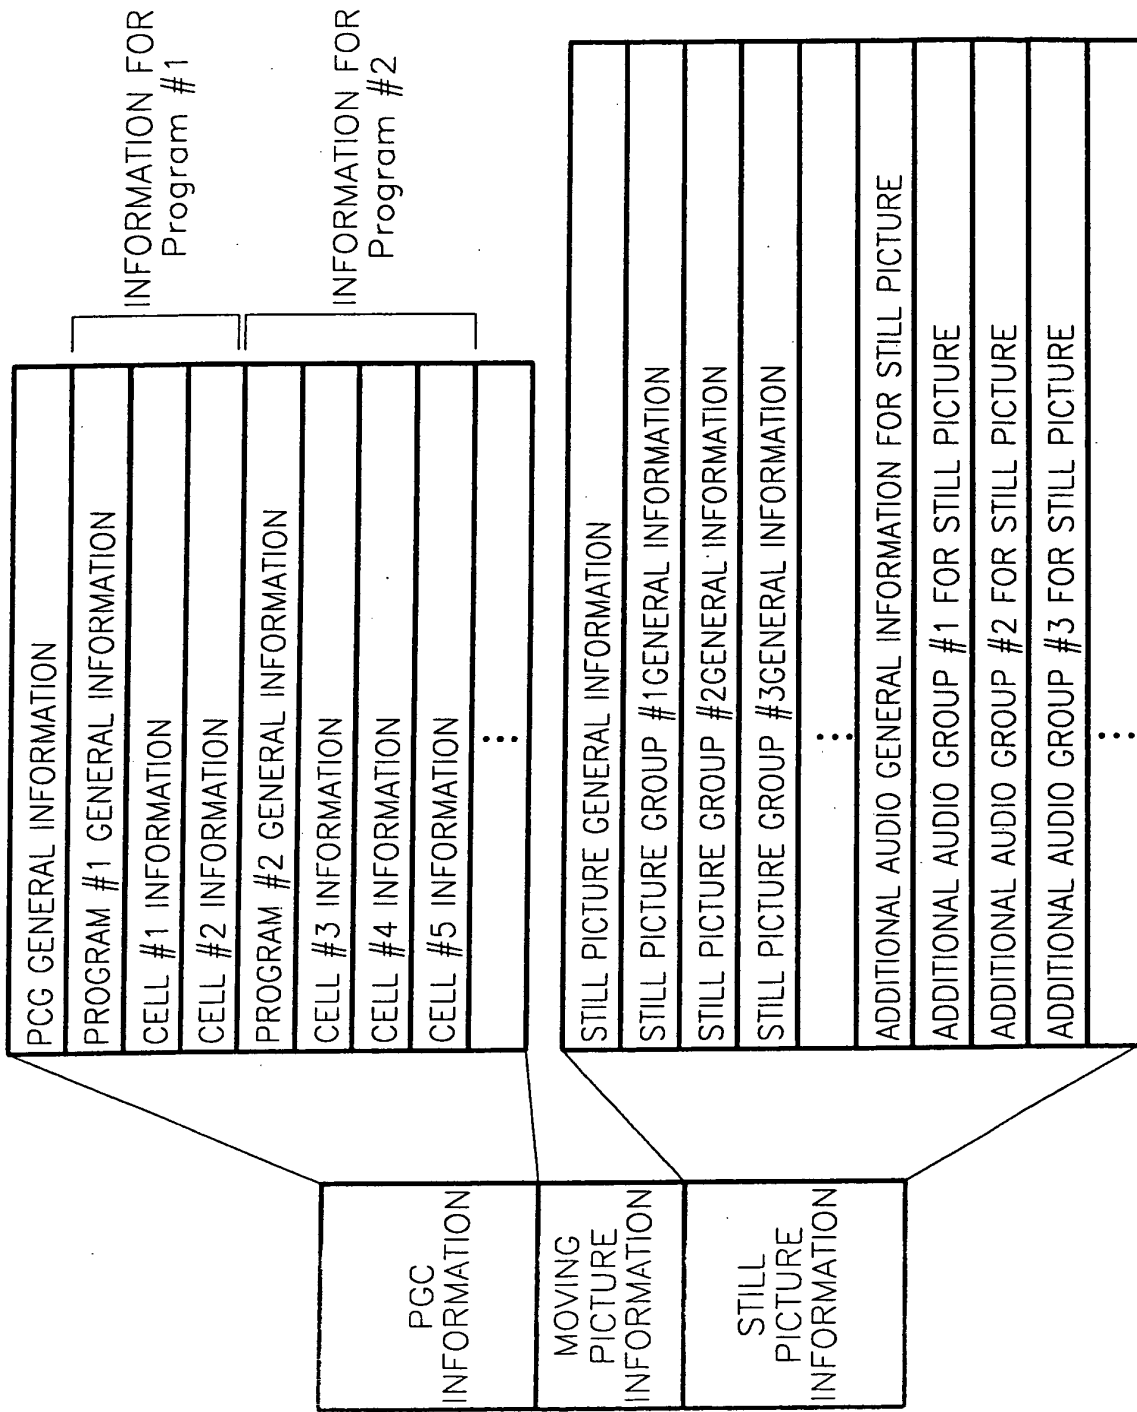 PGC
INFORMATION
MOVING
PICTURE
INFORMATION
STILL
PICTURE
INFORMATION
PCG GENERAL INFORMATION
PROGRAM #1 GENERAL INFORMATION
CELL #1 INFORMATION
CELL #2 INFORMATION
PROGRAM #2 GENERAL INFORMATION
CELL #3 INFORMATION
CELL #4 INFORMATION
CELL #5 INFORMATION
...
INFORMATION FOR
Program #1
INFORMATION FOR
Program #2
STILL PICTURE GENERAL INFORMATION
STILL PICTURE GROUP #1GENERAL INFORMATION
STILL PICTURE GROUP #2GENERAL INFORMATION
STILL PICTURE GROUP #3GENERAL INFORMATION
...
ADDITIONAL AUDIO GENERAL INFORMATION FOR STILL PICTURE
ADDITIONAL AUDIO GROUP #1 FOR STILL PICTURE
ADDITIONAL AUDIO GROUP #2 FOR STILL PICTURE
ADDITIONAL AUDIO GROUP #3 FOR STILL PICTURE
...